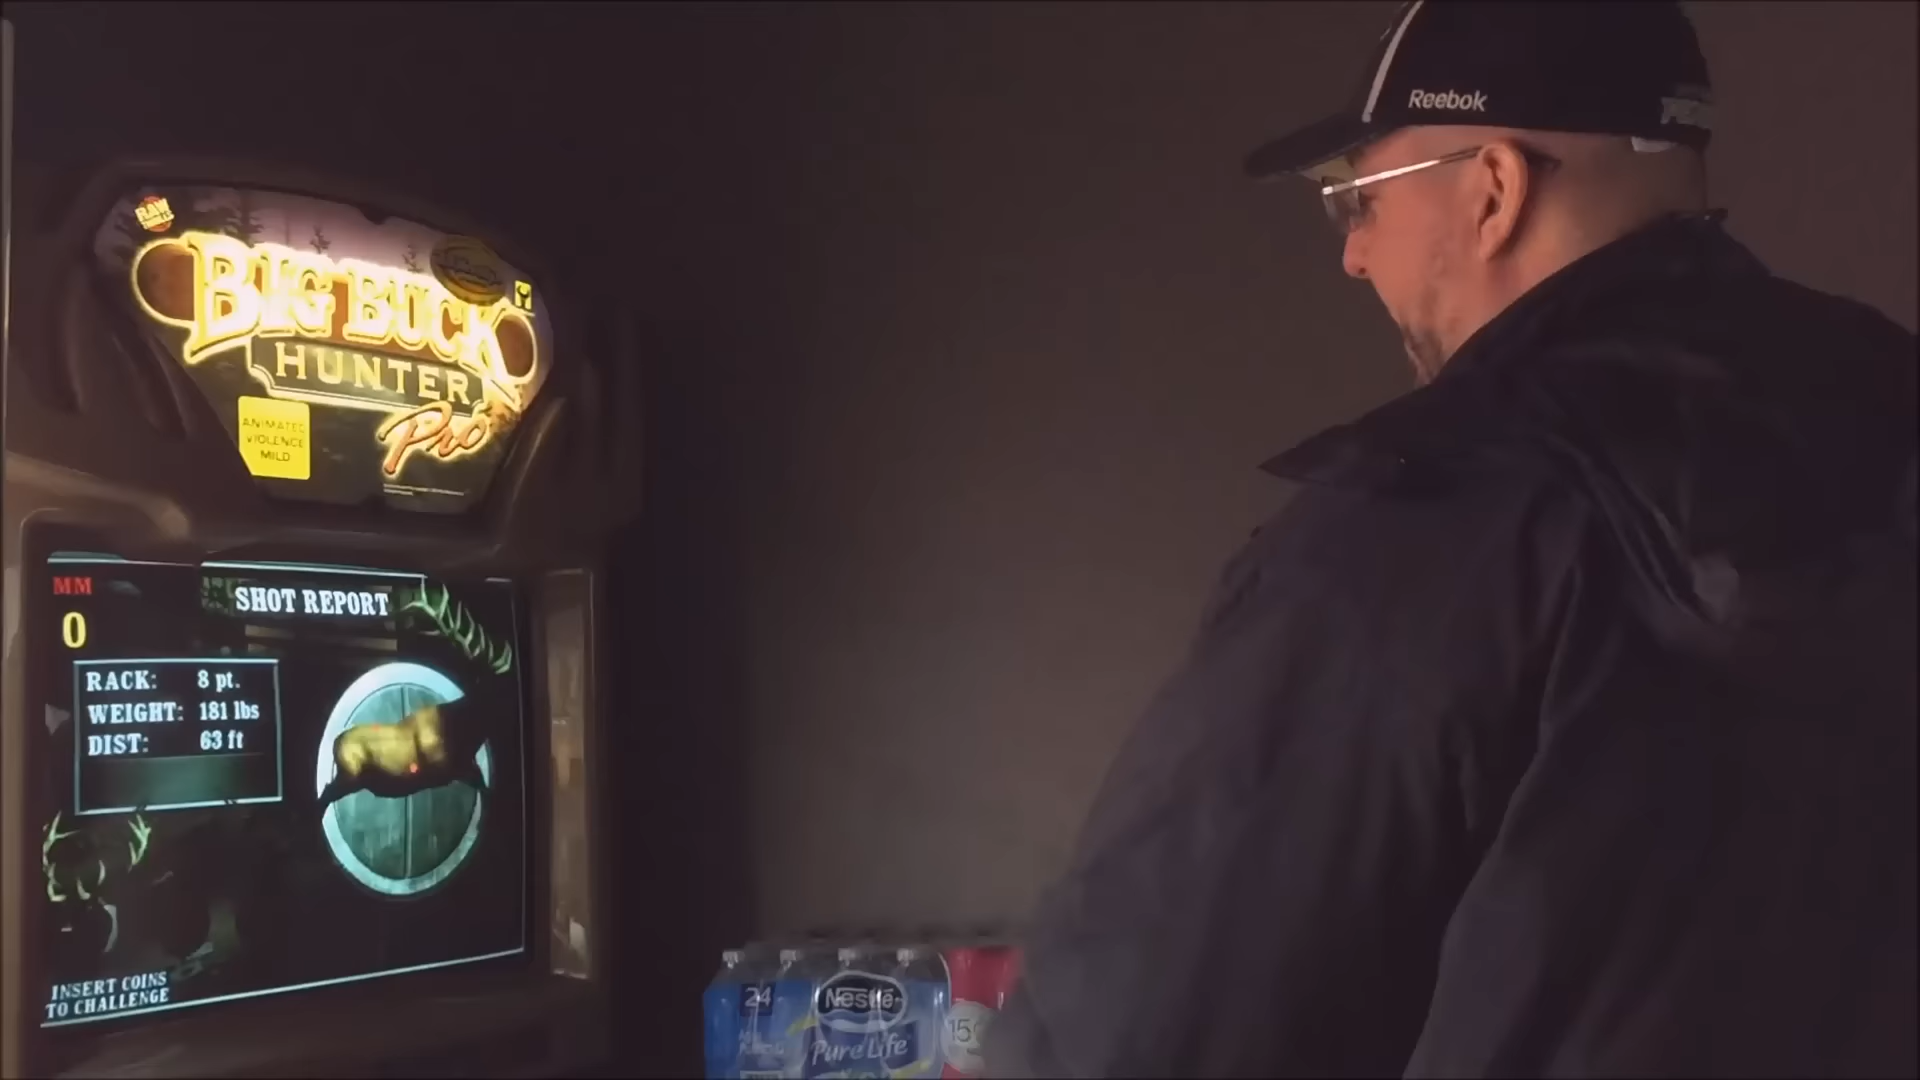 Reebok
RAW
BIG BUCK
HUNTER
Pro
ANIMATED
VIOLENCE
MILD
MM
0
SHOT REPORT
RACK: 8 pt.
WEIGHT: 181 lbs
DIST: 63 ft
INSERT COINS
TO CHALLENGE
24
Nestlé
Pure Life
15